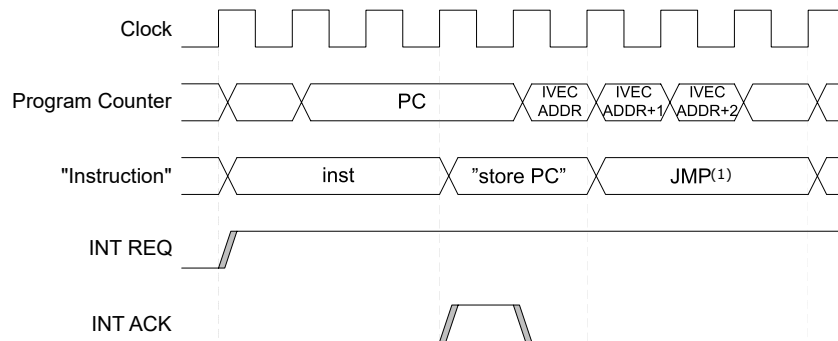 Clock
Program Counter
PC
IVEC
ADDR
IVEC
ADDR+1
IVEC
ADDR+2
"Instruction"
inst
”store PC”
JMP(1)
INT REQ
INT ACK